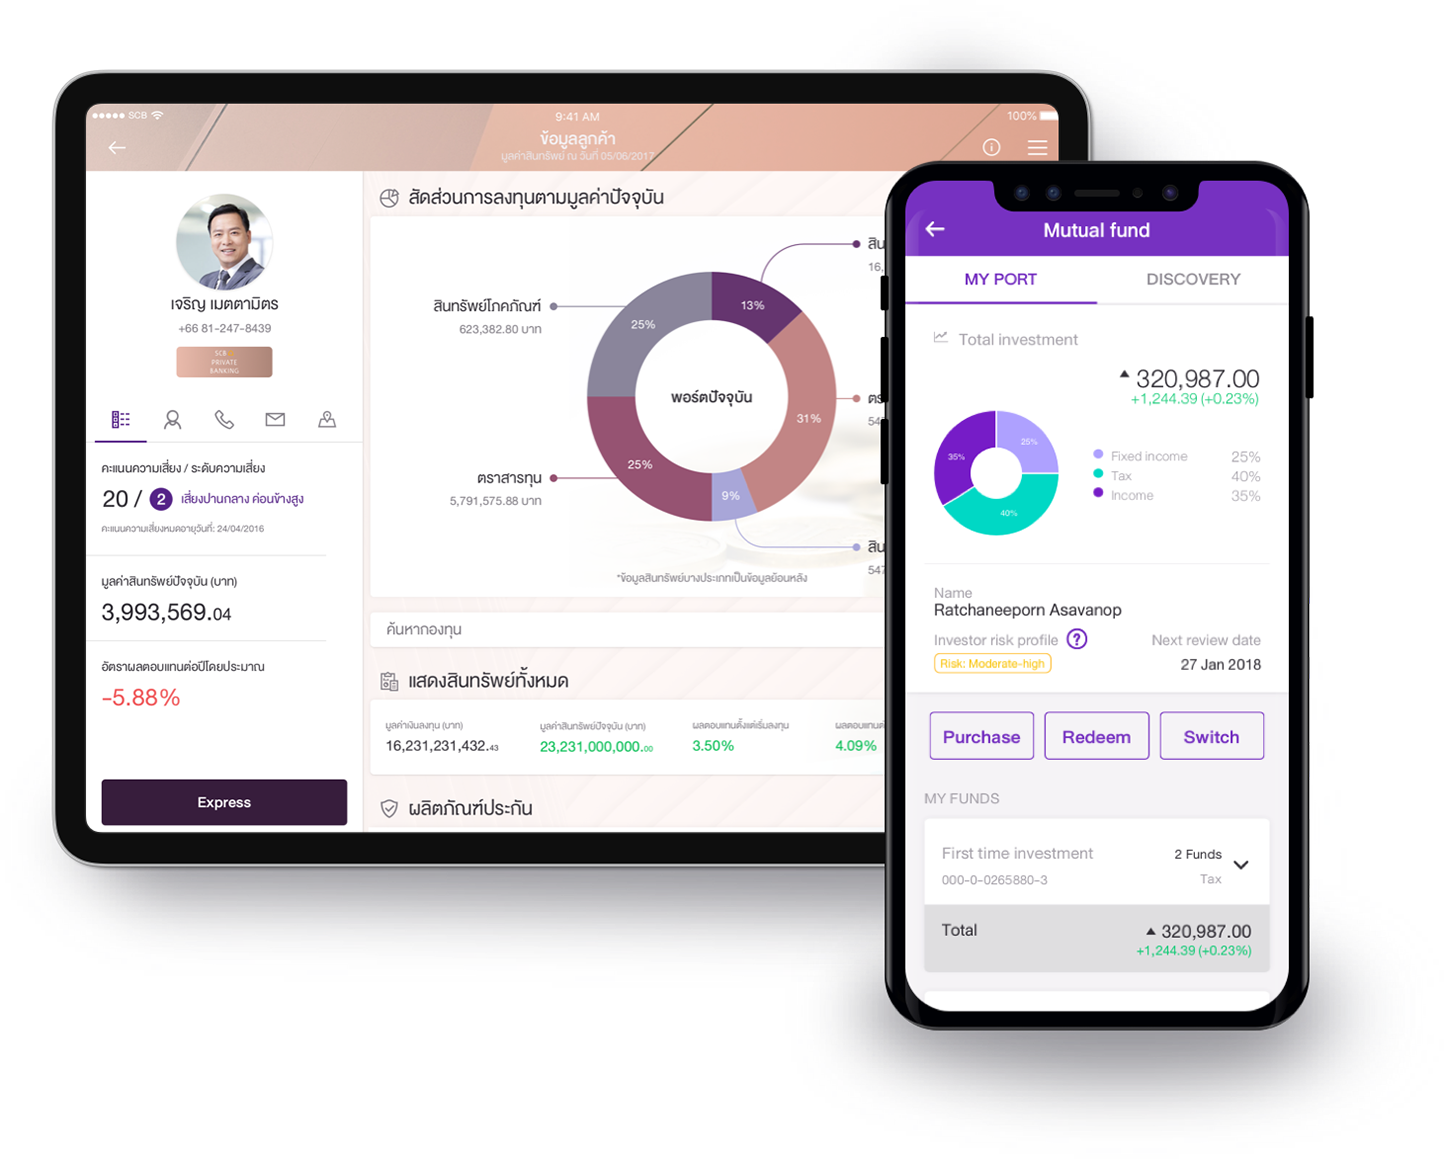 SCB
9:41 AM
100%
ข้อมูลลูกค้า
มูลค่าสินทรัพย์ ณ วันที่ 05/06/2017
เจริญ เมตตามิตร
+66 81-247-8439
SCB
PRIVATE
BANKING
คะแนนความเสี่ยง / ระดับความเสี่ยง
20 / 2 เสี่ยงปานกลาง ค่อนข้างสูง
คะแนนความเสี่ยงหมดอายุวันที่: 24/04/2016
มูลค่าสินทรัพย์ปัจจุบัน (บาท)
3,993,569.04
อัตราผลตอบแทนต่อปีโดยประมาณ
-5.88%
Express
สัดส่วนการลงทุนตามมูลค่าปัจจุบัน
สิน
16,
13%
สินทรัพย์โภคภัณฑ์
623,382.80 บาท
25%
พอร์ตปัจจุบัน
ตร
54
31%
25%
ตราสารทุน
5,791,575.88 บาท
9%
สิน
547
*ข้อมูลสินทรัพย์บางประเภทเป็นข้อมูลย้อนหลัง
ค้นหากองทุน
แสดงสินทรัพย์ทั้งหมด
มูลค่าเงินลงทุน (บาท)
16,231,231,432.43
มูลค่าสินทรัพย์ปัจจุบัน (บาท)
23,231,000,000.00
ผลตอบแทนตั้งแต่เริ่มลงทุน
3.50%
ผลตอบแทนต
4.09%
ผลิตภัณฑ์ประกัน
Mutual fund
MY PORT
DISCOVERY
Total investment
320,987.00
+1,244.39 (+0.23%)
25%
35%
40%
Fixed income 25%
Tax 40%
Income 35%
Name
Ratchaneeporn Asavanop
Investor risk profile ?
Risk: Moderate-high
Next review date
27 Jan 2018
Purchase
Redeem
Switch
MY FUNDS
First time investment
2 Funds
000-0-0265880-3
Tax
Total
320,987.00
+1,244.39 (+0.23%)